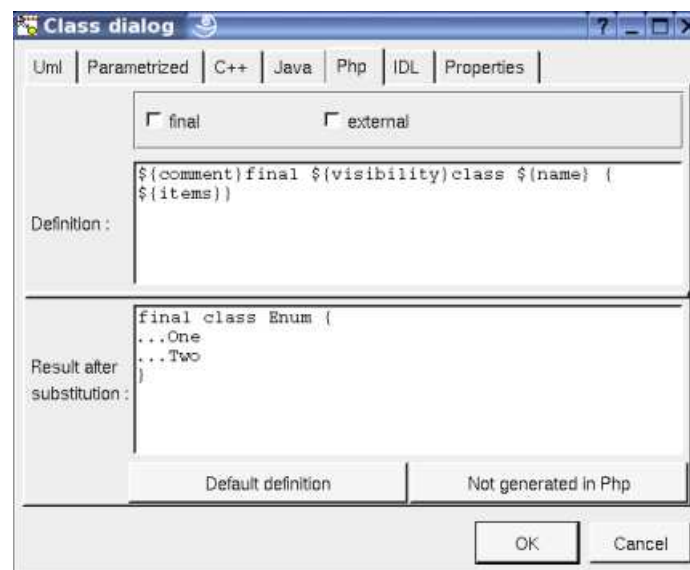 Class dialog
? _ □ X
Uml Parametrized C++ Java Php IDL Properties
final external
Definition :
${comment}final ${visibility}class ${name} {
${items}}
Result after
substitution :
final class Enum {
...One
...Two
}
Default definition Not generated in Php
OK Cancel